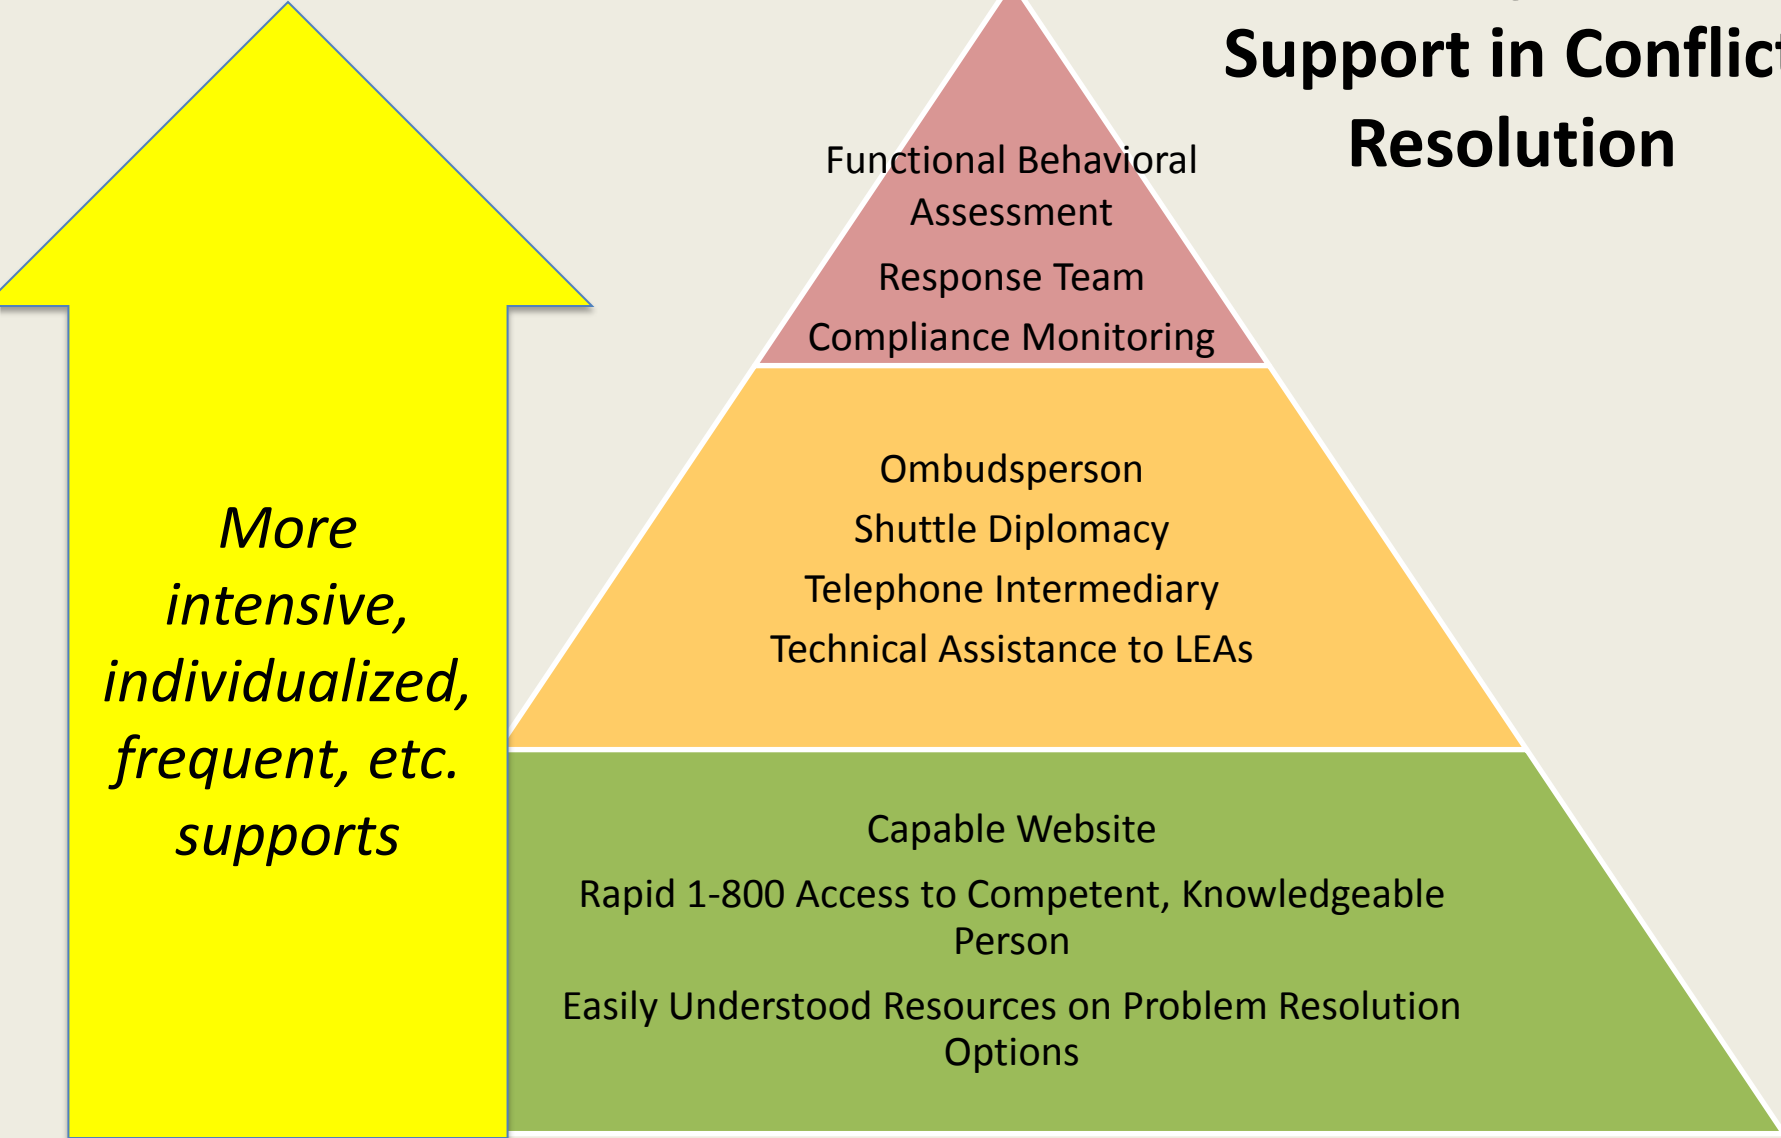 Support in Conflict
Resolution
Functional Behavioral
Assessment
Response Team
Compliance Monitoring
Ombudsperson
Shuttle Diplomacy
Telephone Intermediary
Technical Assistance to LEAs
More
intensive,
individualized,
frequent, etc.
supports
Capable Website
Rapid 1-800 Access to Competent, Knowledgeable
Person
Easily Understood Resources on Problem Resolution
Options